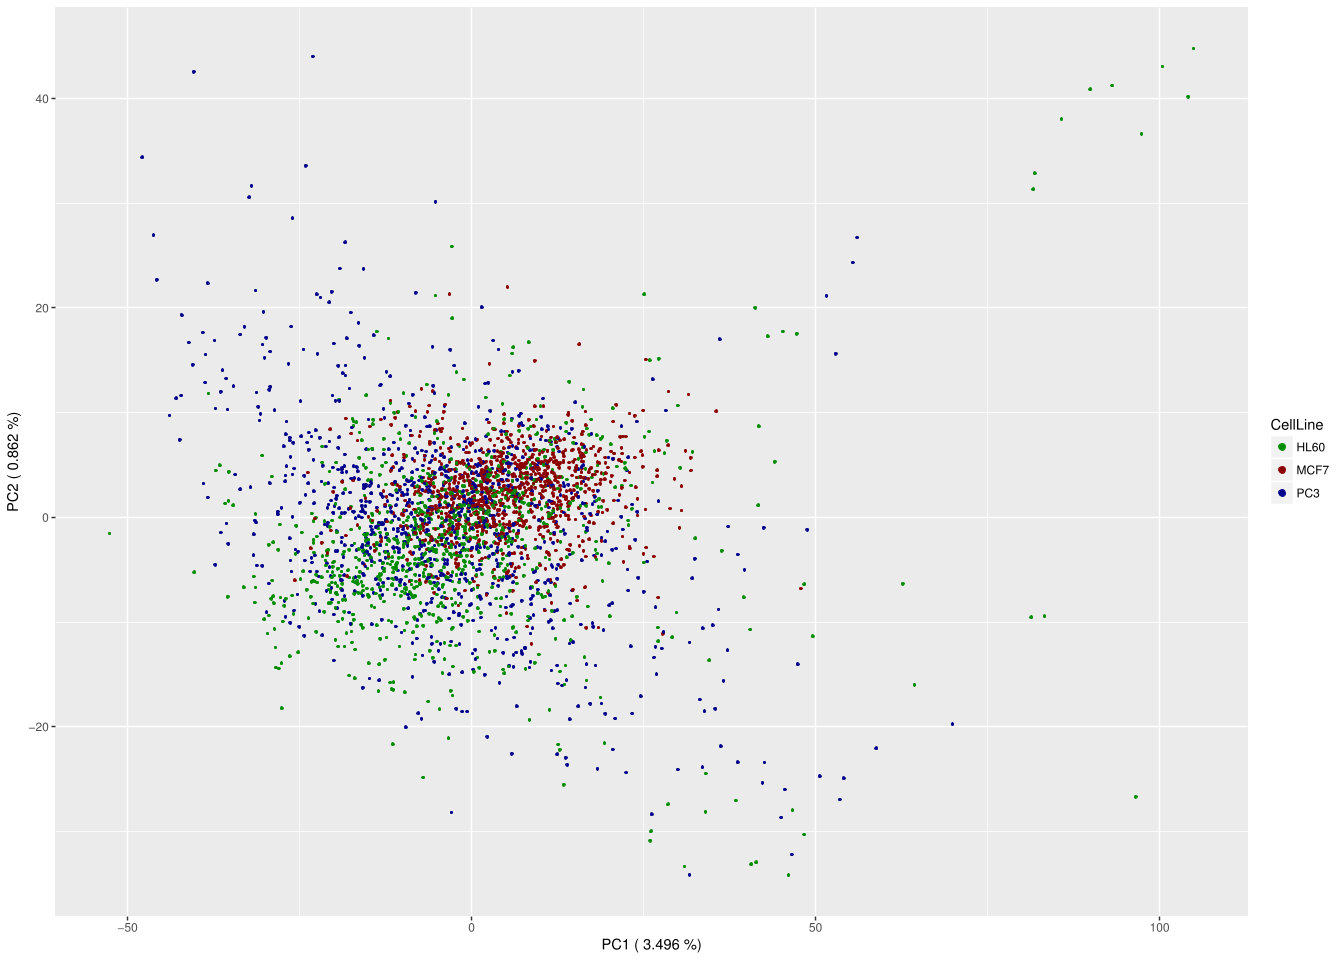 40
20
0
−20
PC2 ( 0.862 %)
−50
0
50
100
PC1 ( 3.496 %)
CellLine
HL60
MCF7
PC3